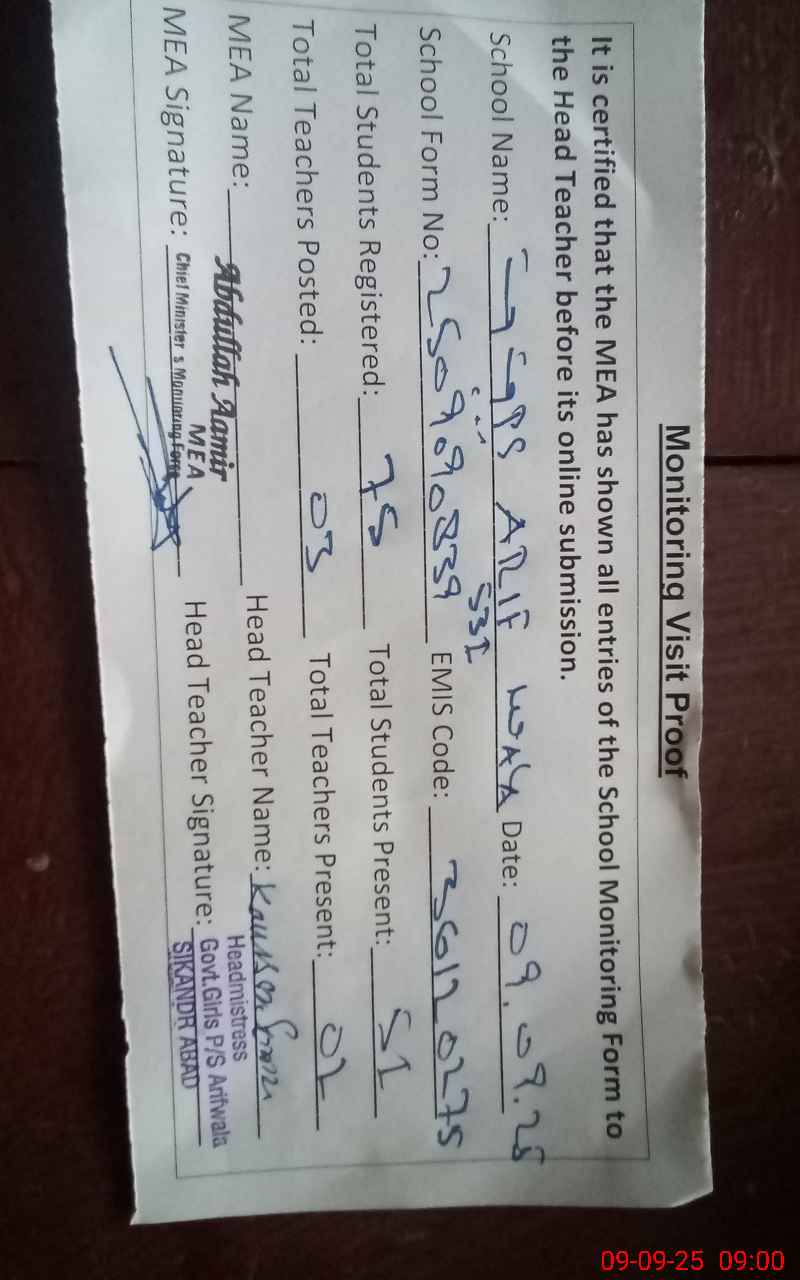 Monitoring Visit Proof
It is certified that the MEA has shown all entries of the School Monitoring Form to
the Head Teacher before its online submission.
School Name: GGPS ARIF WALA Date: 09.09.25
School Form No: 2509090839 531 EMIS Code: 36120275
Total Students Registered: 75 Total Students Present: 51
Total Teachers Posted: 03 Total Teachers Present: 02
MEA Name: Abdullah Aamir Head Teacher Name: Kausar
MEA
MEA Signature: Chief Minister s Monitoring Force Head Teacher Signature:
Headmistress
Govt.Girls P/S Arifwala
SIKANDR ABAD
09-09-25 09:00